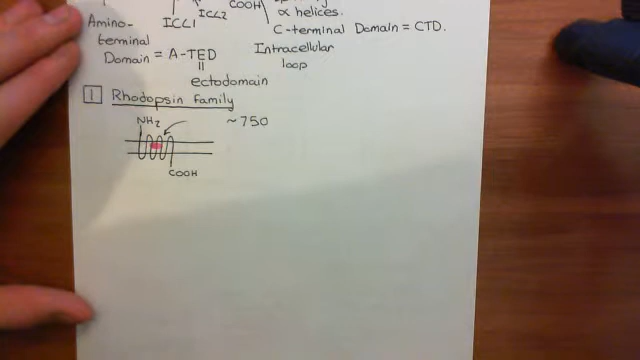 COOH
α helices.
Amino-
ICL1
ICL2
C-terminal Domain = CTD.
terminal
Domain = A-TED
Intracellular
loop
"
ectodomain
1 Rhodopsin family
NH2
~750
COOH